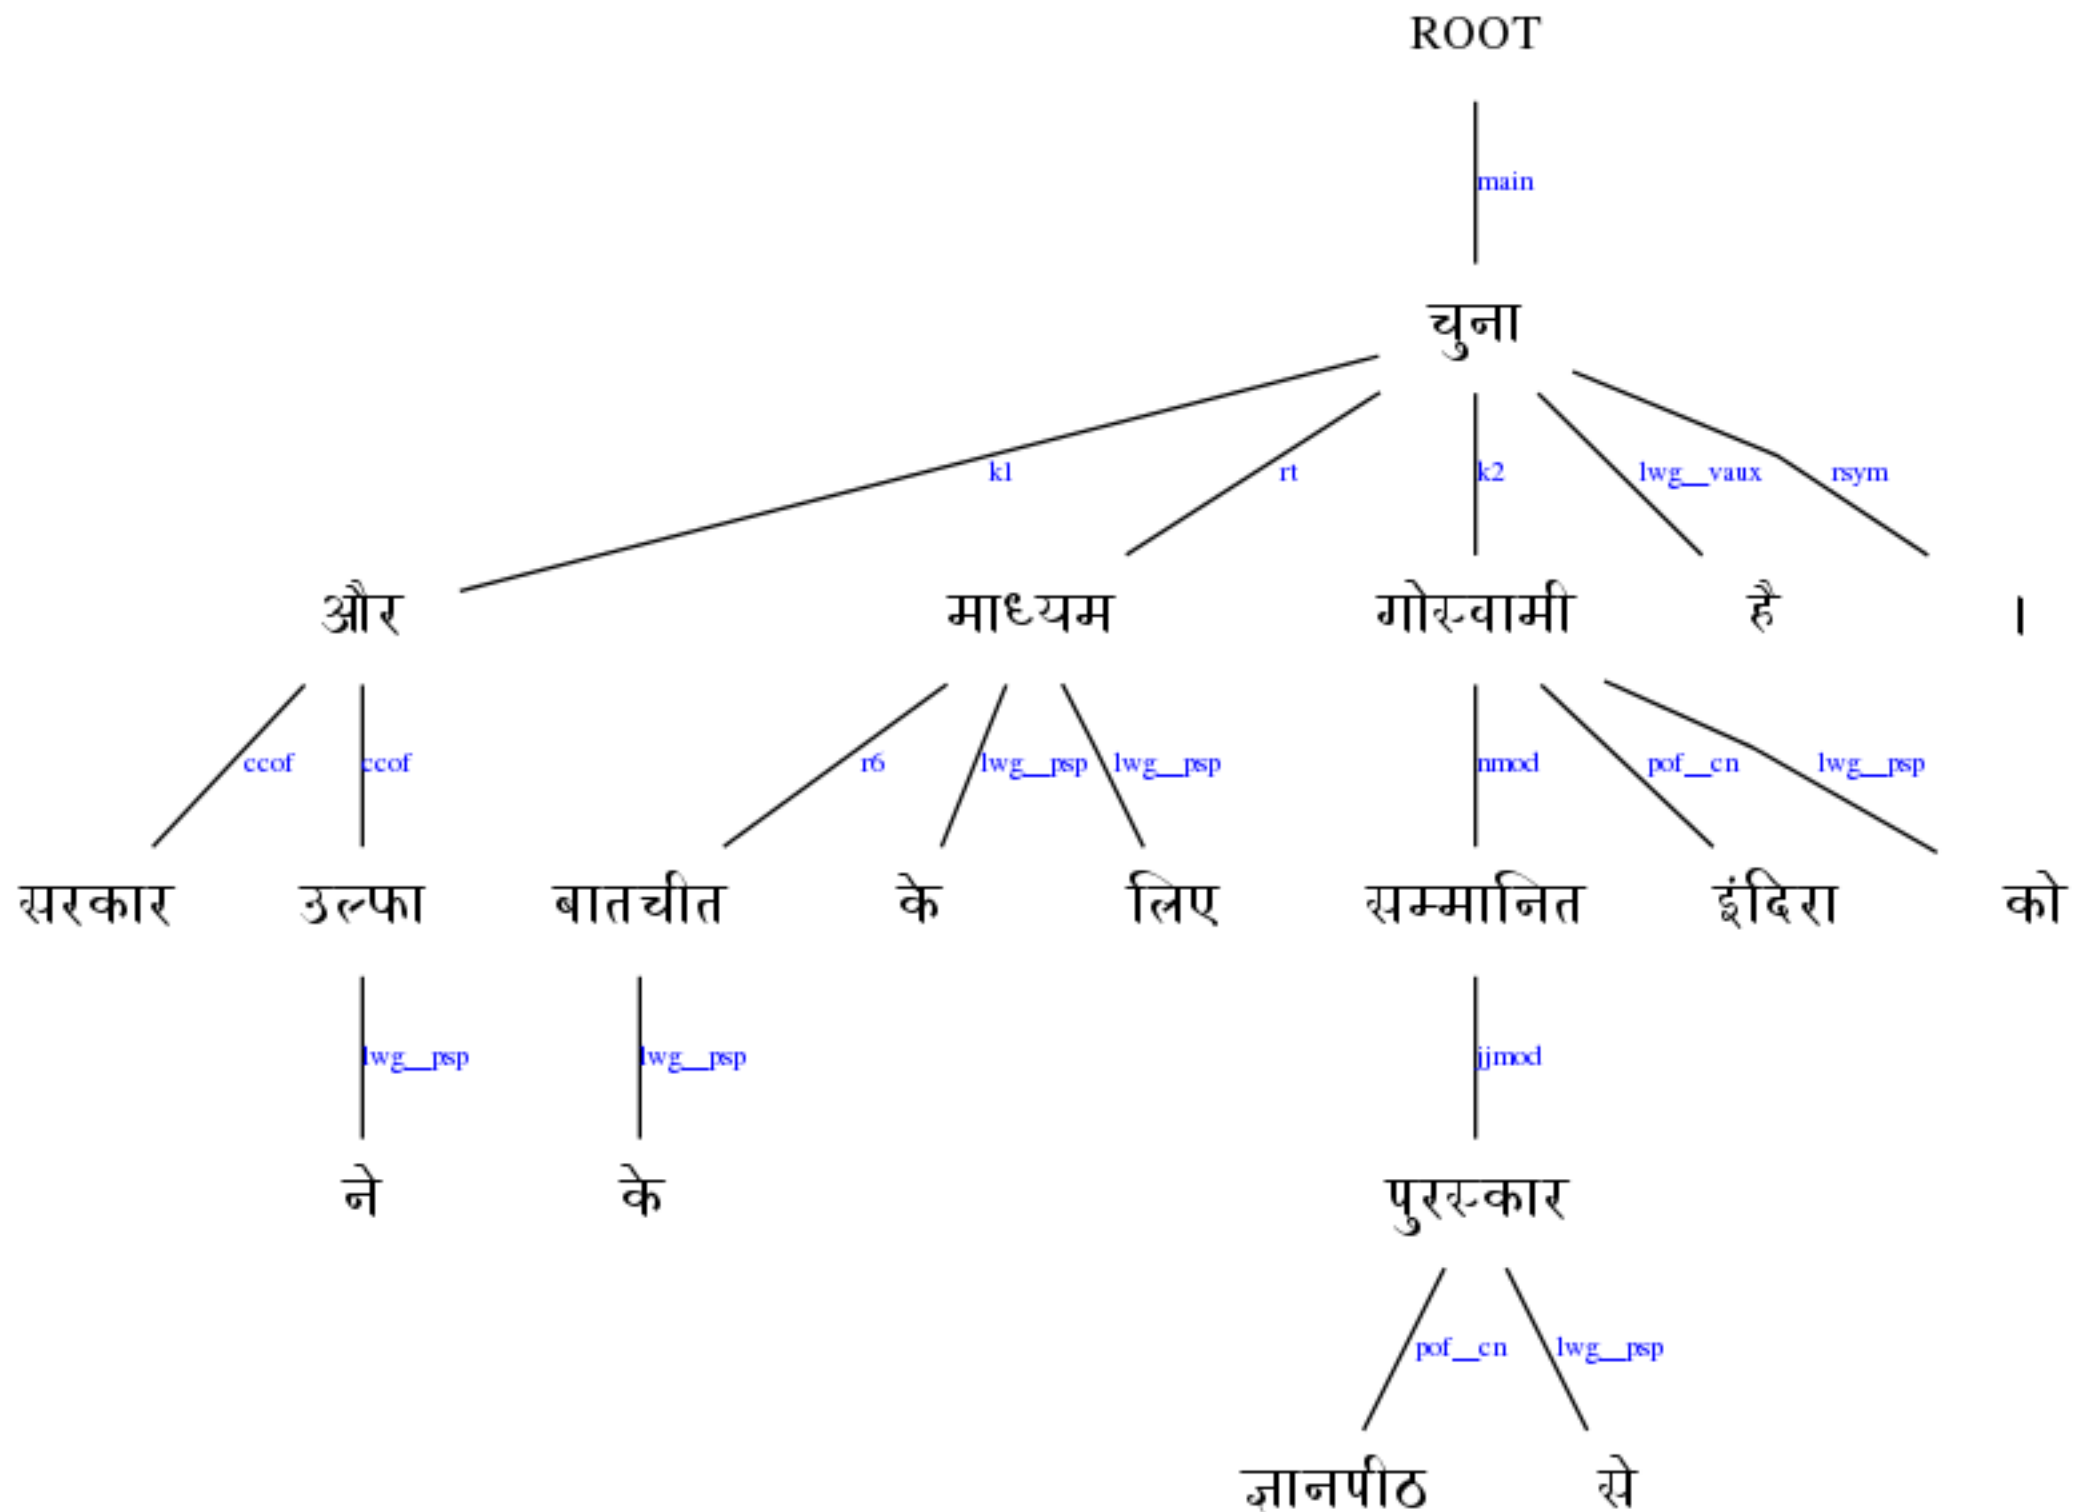 ROOT
main
चुना
k1 rt k2 lwg__vaux rsym
और माध्यम गोस्वामी है ।
ccof ccof r6 lwg__psp lwg__psp nmod pof__cn lwg__psp
सरकार उल्फा बातचीत के लिए सम्मानित इंदिरा को
lwg__psp lwg__psp jjmod
ने के पुरस्कार
pof__cn lwg__psp
ज्ञानपीठ से